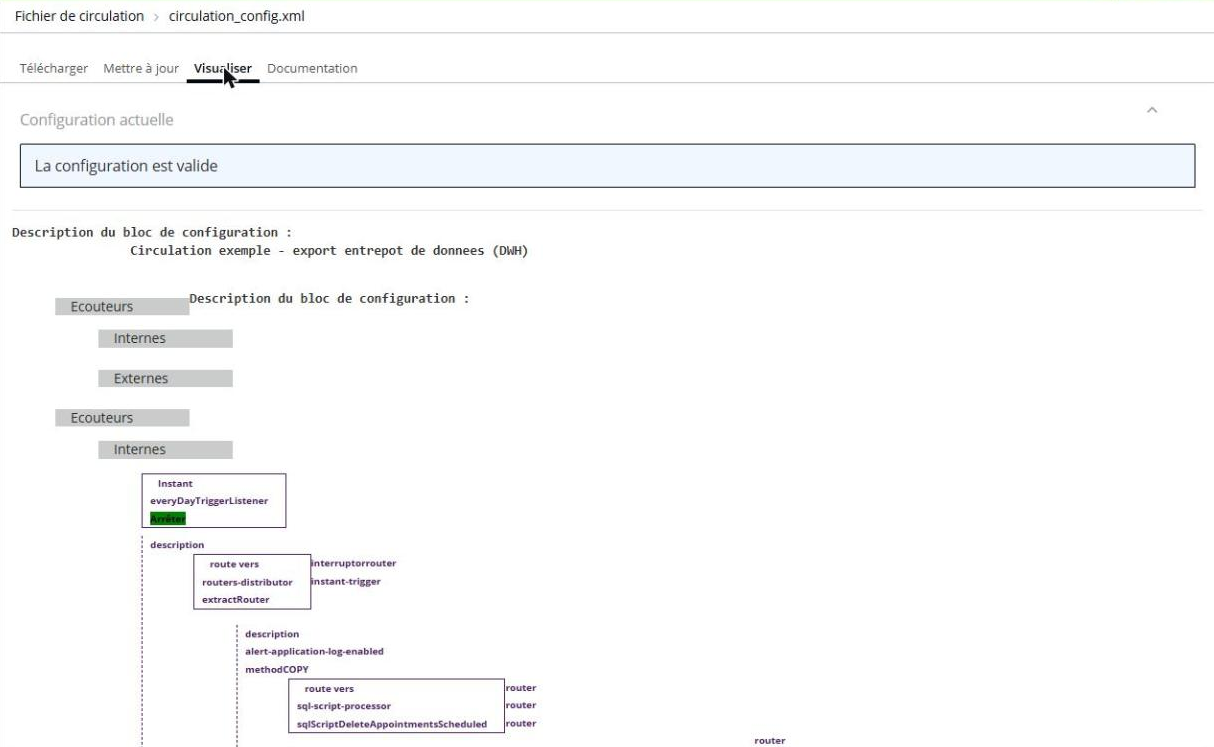 Fichier de circulation > circulation_config.xml
Télécharger Mettre à jour Visualiser Documentation
Configuration actuelle
La configuration est valide
Description du bloc de configuration :
Circulation exemple - export entrepot de donnees (DWH)
Ecouteurs Description du bloc de configuration :
Internes
Externes
Ecouteurs
Internes
Instant
everyDayTriggerListener
Arrêter
description
route vers interruptorrouter
routers-distributor instant-trigger
extractRouter
description
alert-application-log-enabled
methodCOPY
route vers router
sql-script-processor router
sqlScriptDeleteAppointmentsScheduled router
router